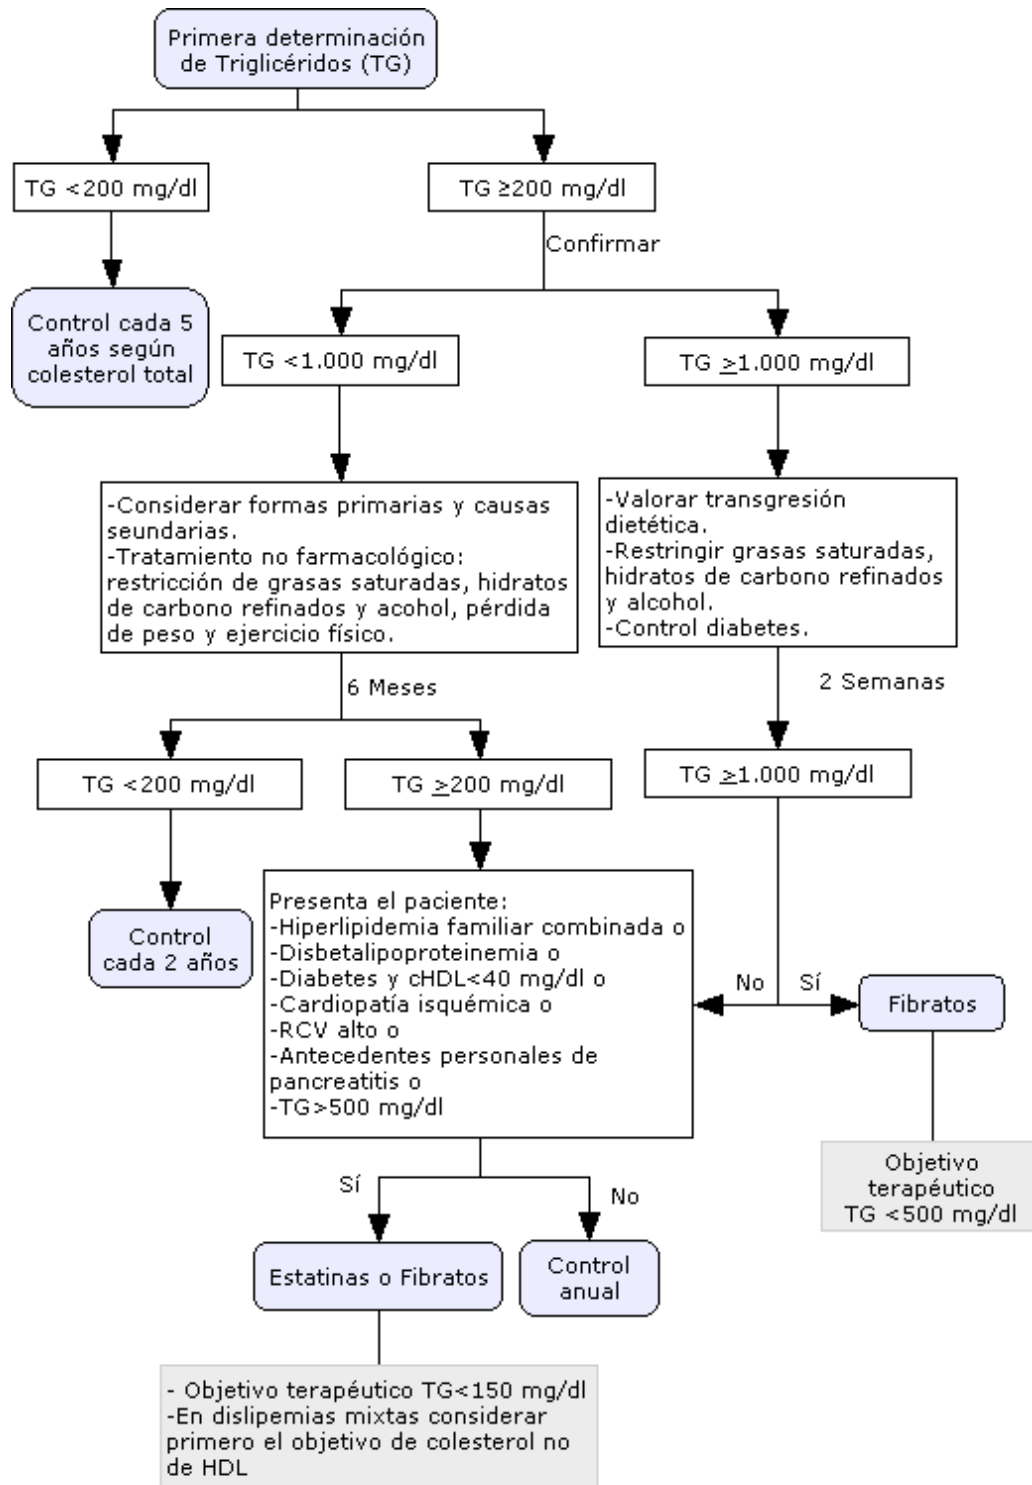 Primera determinación
de Triglicéridos (TG)
TG <200 mg/dl
TG ≥200 mg/dl
Confirmar
Control cada 5
años según
colesterol total
TG <1.000 mg/dl
TG ≥1.000 mg/dl
-Considerar formas primarias y causas
seundarias.
-Tratamiento no farmacológico:
restricción de grasas saturadas, hidratos
de carbono refinados y acohol, pérdida
de peso y ejercicio físico.
-Valorar transgresión
dietética.
-Restringir grasas saturadas,
hidratos de carbono refinados
y alcohol.
-Control diabetes.
6 Meses
2 Semanas
TG <200 mg/dl
TG ≥200 mg/dl
TG ≥1.000 mg/dl
Control
cada 2 años
Presenta el paciente:
-Hiperlipidemia familiar combinada o
-Disbetalipoproteinemia o
-Diabetes y cHDL<40 mg/dl o
-Cardiopatía isquémica o
-RCV alto o
-Antecedentes personales de
pancreatitis o
-TG>500 mg/dl
No
Sí
Fibratos
Objetivo
terapéutico
TG <500 mg/dl
Sí
No
Estatinas o Fibratos
Control
anual
- Objetivo terapéutico TG<150 mg/dl
-En dislipemias mixtas considerar
primero el objetivo de colesterol no
de HDL